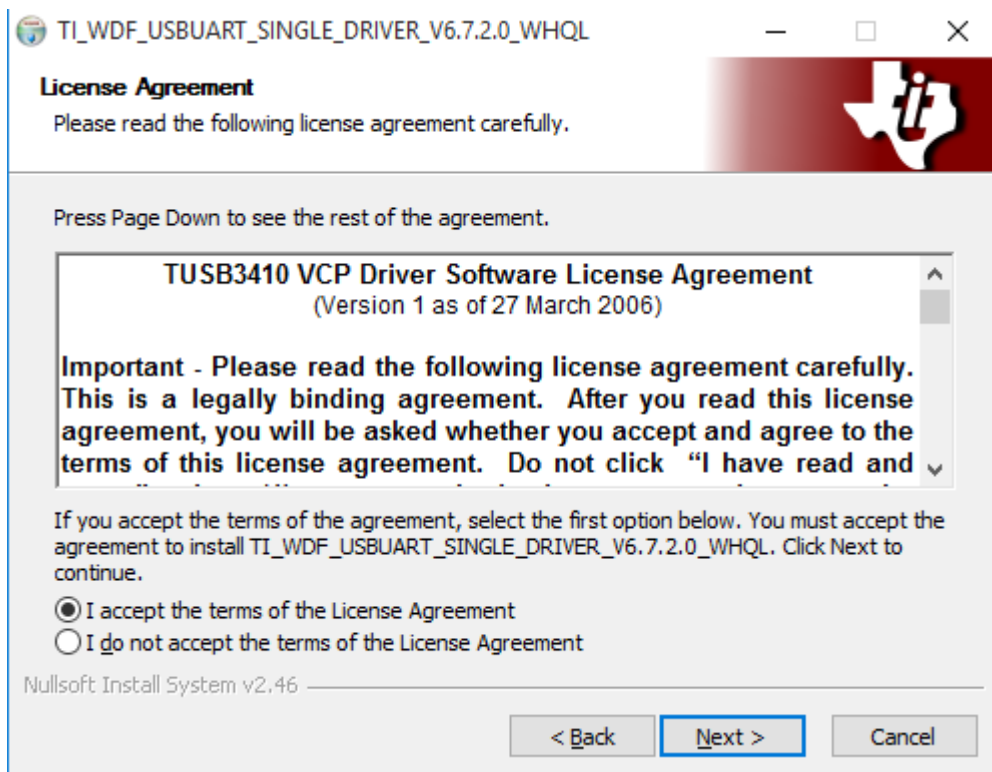 TI_WDF_USBUART_SINGLE_DRIVER_V6.7.2.0_WHQL
License Agreement
Please read the following license agreement carefully.
Press Page Down to see the rest of the agreement.
TUSB3410 VCP Driver Software License Agreement
(Version 1 as of 27 March 2006)
Important - Please read the following license agreement carefully.
This is a legally binding agreement. After you read this license
agreement, you will be asked whether you accept and agree to the
terms of this license agreement. Do not click “I have read and
If you accept the terms of the agreement, select the first option below. You must accept the
agreement to install TI_WDF_USBUART_SINGLE_DRIVER_V6.7.2.0_WHQL. Click Next to
continue.
I accept the terms of the License Agreement
I do not accept the terms of the License Agreement
Nullsoft Install System v2.46
< Back
Next >
Cancel